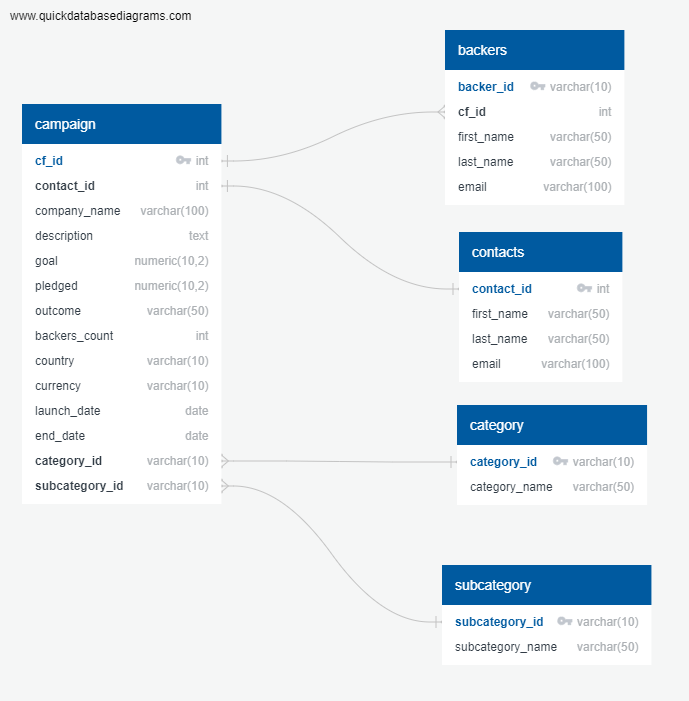 www.quickdatabasediagrams.com
campaign
cf_id int
contact_id int
company_name varchar(100)
description text
goal numeric(10,2)
pledged numeric(10,2)
outcome varchar(50)
backers_count int
country varchar(10)
currency varchar(10)
launch_date date
end_date date
category_id varchar(10)
subcategory_id varchar(10)
backers
backer_id varchar(10)
cf_id int
first_name varchar(50)
last_name varchar(50)
email varchar(100)
contacts
contact_id int
first_name varchar(50)
last_name varchar(50)
email varchar(100)
category
category_id varchar(10)
category_name varchar(50)
subcategory
subcategory_id varchar(10)
subcategory_name varchar(50)